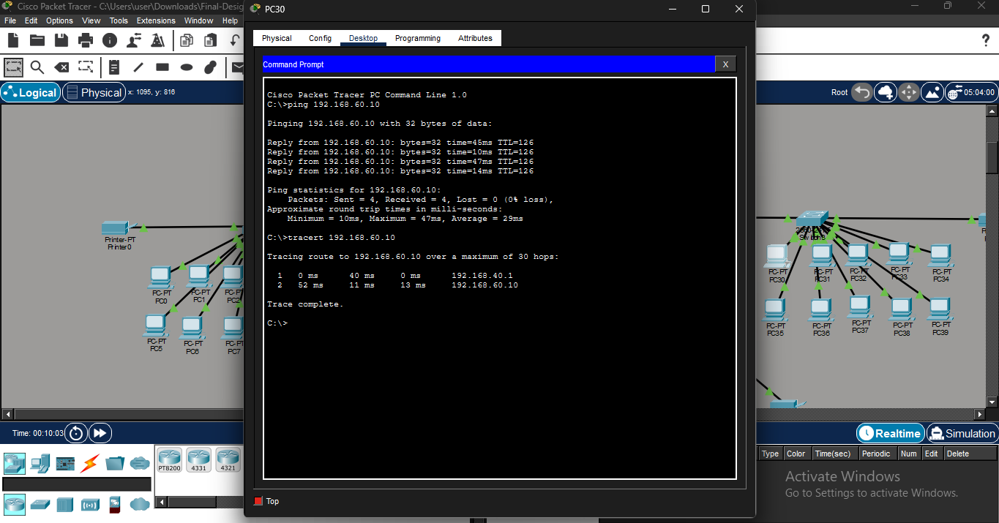 Cisco Packet Tracer - C:\Users\user\Downloads\Final-Desig
PC30
File Edit Options View Tools Extensions Window Help
Physical Config Desktop Programming Attributes
?
Command Prompt
X
Logical Physical x: 1095, y: 816
Root 05:04:00
Cisco Packet Tracer PC Command Line 1.0
C:\>ping 192.168.60.10
Pinging 192.168.60.10 with 32 bytes of data:
Reply from 192.168.60.10: bytes=32 time=45ms TTL=126
Reply from 192.168.60.10: bytes=32 time=10ms TTL=126
Reply from 192.168.60.10: bytes=32 time=47ms TTL=126
Reply from 192.168.60.10: bytes=32 time=14ms TTL=126
Ping statistics for 192.168.60.10:
Packets: Sent = 4, Received = 4, Lost = 0 (0% loss),
Approximate round trip times in milli-seconds:
Minimum = 10ms, Maximum = 47ms, Average = 29ms
C:\>tracert 192.168.60.10
Tracing route to 192.168.60.10 over a maximum of 30 hops:
1 0 ms 40 ms 0 ms 192.168.40.1
2 52 ms 11 ms 13 ms 192.168.60.10
Trace complete.
C:\>
Printer-PT
Printer0
PC-PT
PC0
PC-PT
PC1
PC-PT
PC2
PC-PT
PC5
PC-PT
PC6
PC-PT
PC7
Switch3
PC-PT
PC30
PC-PT
PC31
PC-PT
PC32
PC-PT
PC33
PC-PT
PC34
PC-PT
PC35
PC-PT
PC36
PC-PT
PC37
PC-PT
PC38
PC-PT
PC39
Time: 00:10:03
Realtime Simulation
PT8200 4331 4321
Type Color Time(sec) Periodic Num Edit Delete
Top
Activate Windows
Go to Settings to activate Windows.